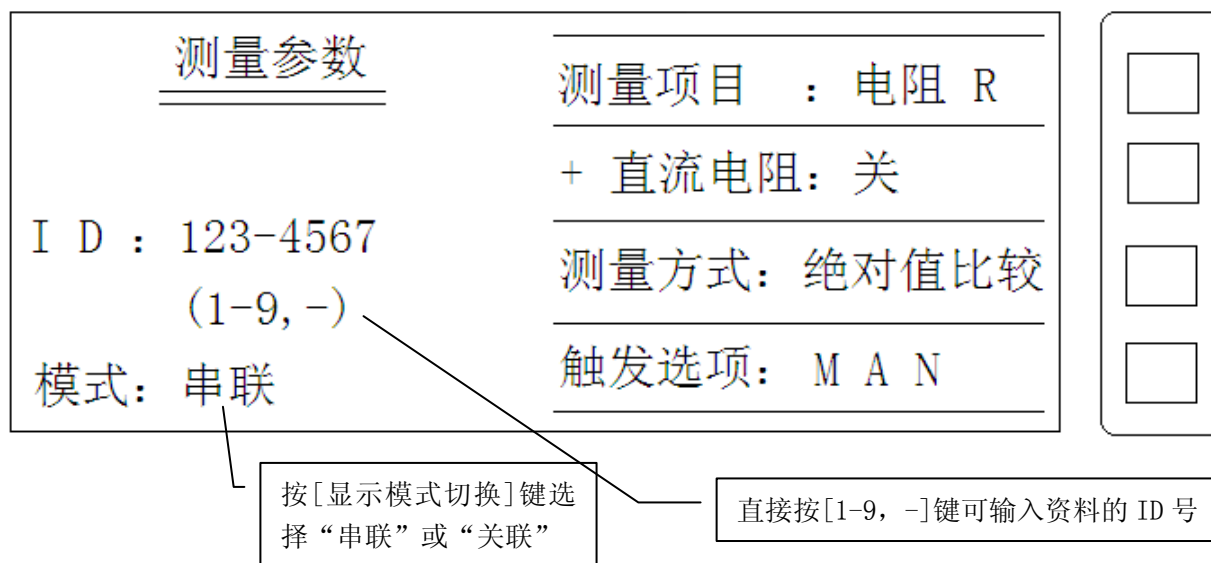 测量参数
I D : 123-4567
(1-9,-)
模式：串联
测量项目 ：电阻 R
+ 直流电阻：关
测量方式：绝对值比较
触发选项：M A N
按[显示模式切换]键选
择“串联”或“关联”
直接按[1-9，-]键可输入资料的 ID 号